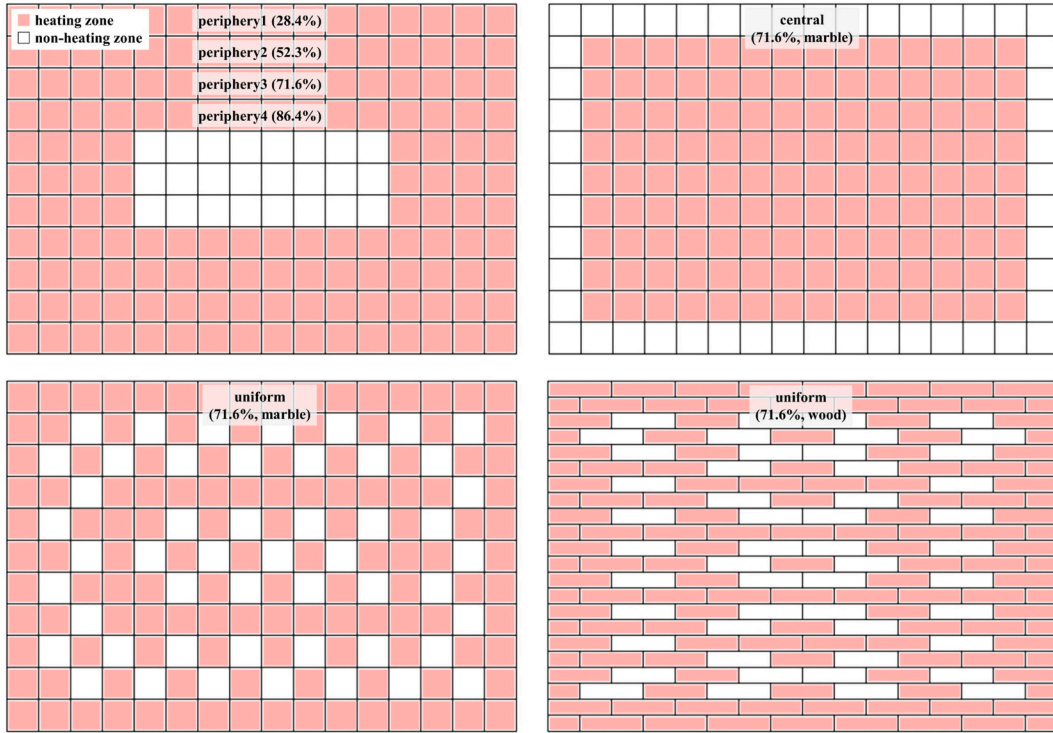 heating zone
non-heating zone
periphery1 (28.4%)
periphery2 (52.3%)
periphery3 (71.6%)
periphery4 (86.4%)
central
(71.6%, marble)
uniform
(71.6%, marble)
uniform
(71.6%, wood)